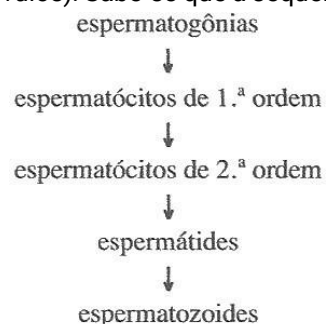 espermatogônias
↓
espermatócitos de 1.ª ordem
↓
espermatócitos de 2.ª ordem
↓
espermátides
↓
espermatozoides